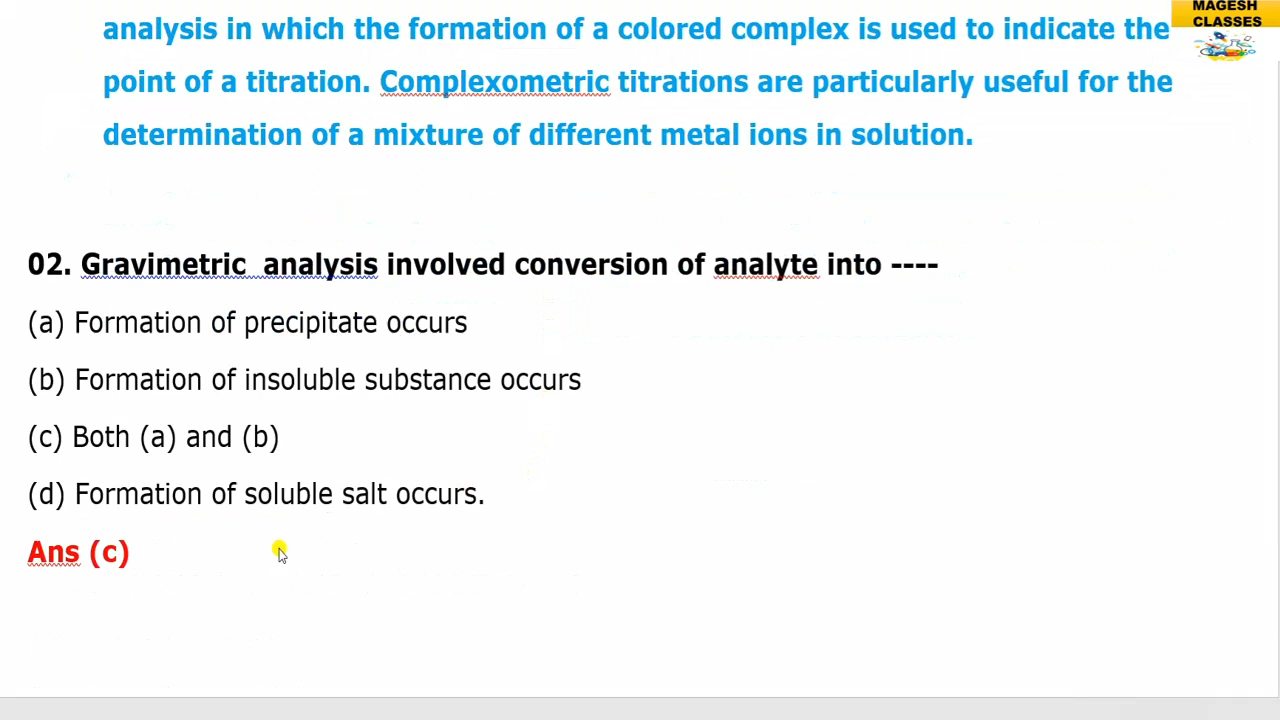 MAGESH
CLASSES
analysis in which the formation of a colored complex is used to indicate the
point of a titration. Complexometric titrations are particularly useful for the
determination of a mixture of different metal ions in solution.
02. Gravimetric analysis involved conversion of analyte into ----
(a) Formation of precipitate occurs
(b) Formation of insoluble substance occurs
(c) Both (a) and (b)
(d) Formation of soluble salt occurs.
Ans (c)